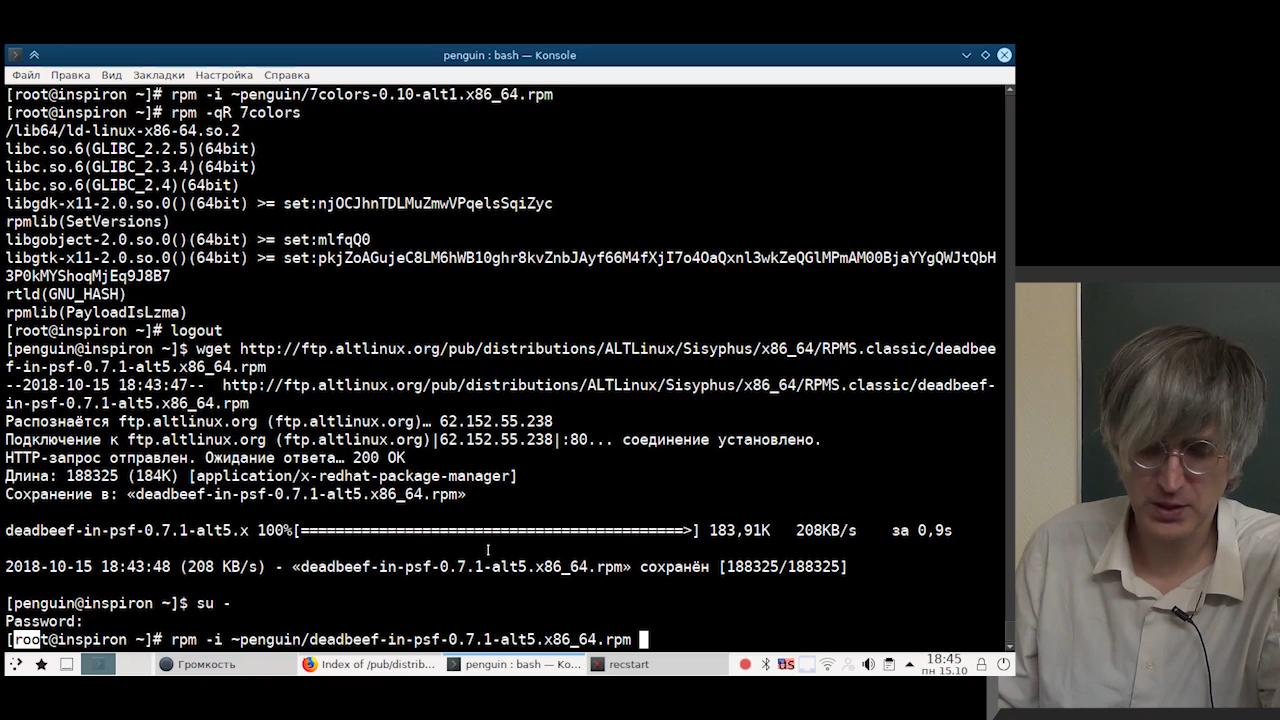 penguin : bash — Konsole
Файл Правка Вид Закладки Настройка Справка
[root@inspiron ~]# rpm -i ~penguin/7colors-0.10-alt1.x86_64.rpm
[root@inspiron ~]# rpm -qR 7colors
/lib64/ld-linux-x86-64.so.2
libc.so.6(GLIBC_2.2.5)(64bit)
libc.so.6(GLIBC_2.3.4)(64bit)
libc.so.6(GLIBC_2.4)(64bit)
libgdk-x11-2.0.so.0()(64bit) >= set:njOCJhnTDLMuZmwVPqelsSqiZyc
rpmlib(SetVersions)
libgobject-2.0.so.0()(64bit) >= set:mlfqQ0
libgtk-x11-2.0.so.0()(64bit) >= set:pkjZoAGujeC8LM6hWB10ghr8kvZnbJAyf66M4fXjI7o4OaQxnl3wkZeQGlMPmAM00BjaYYgQWJtQbH
3P0kMYShoqMjEq9J8B7
rtld(GNU_HASH)
rpmlib(PayloadIsLzma)
[root@inspiron ~]# logout
[penguin@inspiron ~]$ wget http://ftp.altlinux.org/pub/distributions/ALTLinux/Sisyphus/x86_64/RPMS.classic/deadbee
f-in-psf-0.7.1-alt5.x86_64.rpm
--2018-10-15 18:43:47-- http://ftp.altlinux.org/pub/distributions/ALTLinux/Sisyphus/x86_64/RPMS.classic/deadbeef-
in-psf-0.7.1-alt5.x86_64.rpm
Распознаётся ftp.altlinux.org (ftp.altlinux.org)… 62.152.55.238
Подключение к ftp.altlinux.org (ftp.altlinux.org)|62.152.55.238|:80... соединение установлено.
HTTP-запрос отправлен. Ожидание ответа… 200 OK
Длина: 188325 (184K) [application/x-redhat-package-manager]
Сохранение в: «deadbeef-in-psf-0.7.1-alt5.x86_64.rpm»
deadbeef-in-psf-0.7.1-alt5.x 100%[===========================================>] 183,91K 208KB/s за 0,9s
2018-10-15 18:43:48 (208 KB/s) - «deadbeef-in-psf-0.7.1-alt5.x86_64.rpm» сохранён [188325/188325]
[penguin@inspiron ~]$ su -
Password:
[root@inspiron ~]# rpm -i ~penguin/deadbeef-in-psf-0.7.1-alt5.x86_64.rpm
Громкость Index of /pub/distrib... penguin : bash — Ko... recstart us 18:45
пн 15.10